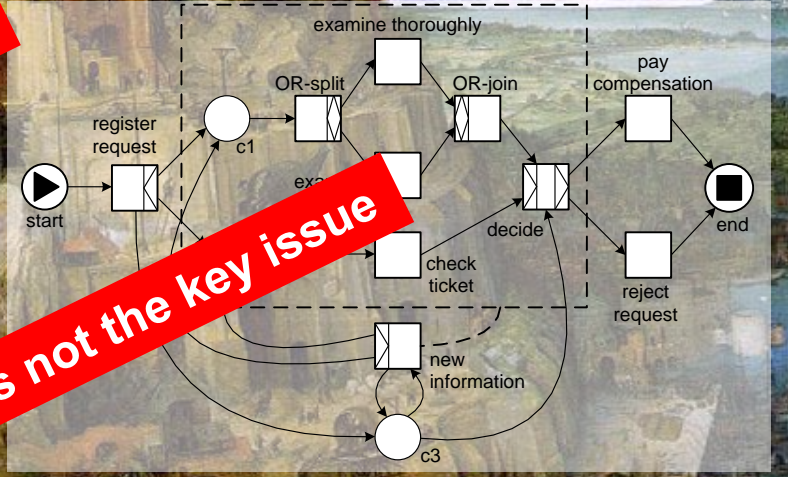 examine thoroughly
pay
compensation
OR-split
OR-join
register
request
c1
start
end
decide
check
ticket
reject
request
s not the key issue
new
information
c3